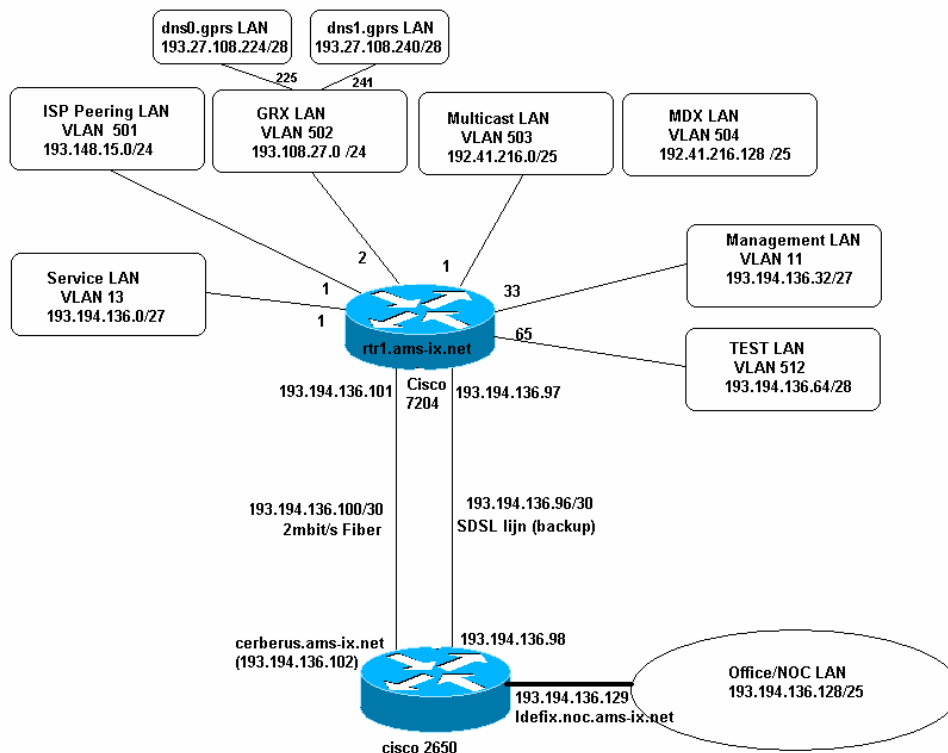 dns0.gprs LAN
193.27.108.224/28
dns1.gprs LAN
193.27.108.240/28
225
241
ISP Peering LAN
VLAN 501
193.148.15.0/24
GRX LAN
VLAN 502
193.108.27.0 /24
Multicast LAN
VLAN 503
192.41.216.0/25
MDX LAN
VLAN 504
192.41.216.128 /25
Service LAN
VLAN 13
193.194.136.0/27
Management LAN
VLAN 11
193.194.136.32/27
TEST LAN
VLAN 512
193.194.136.64/28
2
1
1
1
33
65
rtr1.ams-ix.net
193.194.136.101
Cisco
7204
193.194.136.97
193.194.136.100/30
2mbit/s Fiber
193.194.136.96/30
SDSL lijn (backup)
cerberus.ams-ix.net
(193.194.136.102)
193.194.136.98
193.194.136.129
Idefix.noc.ams-ix.net
Office/NOC LAN
193.194.136.128/25
cisco 2650